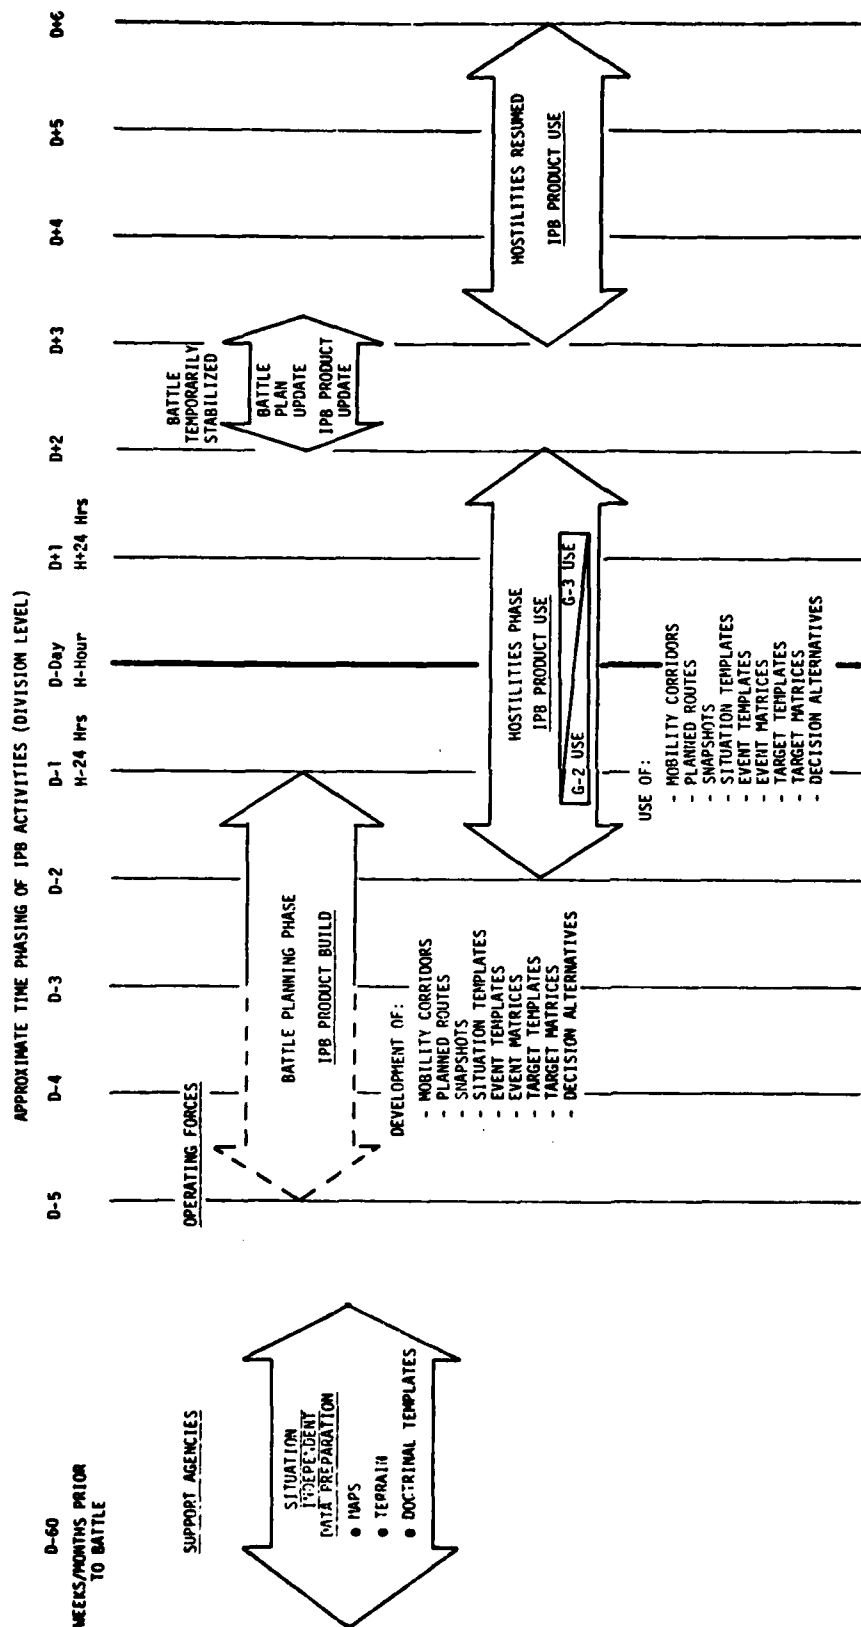 APPROXIMATE TIME PHASING OF IPB ACTIVITIES (DIVISION LEVEL)
D-60
WEEKS/MONTHS PRIOR
TO BATTLE
D-5
D-4
D-3
D-2
D-1
H-24 Hrs
D-Day
H-Hour
D+1
H+24 Hrs
D+2
D+3
D+4
D+5
D+6
SUPPORT AGENCIES
SITUATION
INDEPENDENT
DATA PREPARATION
● MAPS
● TERRAIN
● DOCTRINAL TEMPLATES
OPERATING FORCES
BATTLE PLANNING PHASE
IPB PRODUCT BUILD
DEVELOPMENT OF:
- MOBILITY CORRIDORS
- PLANNED ROUTES
- SNAPSHOTS
- SITUATION TEMPLATES
- EVENT TEMPLATES
- EVENT MATRICES
- TARGET TEMPLATES
- TARGET MATRICES
- DECISION ALTERNATIVES
HOSTILITIES PHASE
IPB PRODUCT USE
G-2 USE
G-3 USE
USE OF:
- MOBILITY CORRIDORS
- PLANNED ROUTES
- SNAPSHOTS
- SITUATION TEMPLATES
- EVENT TEMPLATES
- EVENT MATRICES
- TARGET TEMPLATES
- TARGET MATRICES
- DECISION ALTERNATIVES
BATTLE
TEMPORARILY
STABILIZED
BATTLE
PLAN
UPDATE
IPB PRODUCT
UPDATE
HOSTILITIES RESUMED
IPB PRODUCT USE